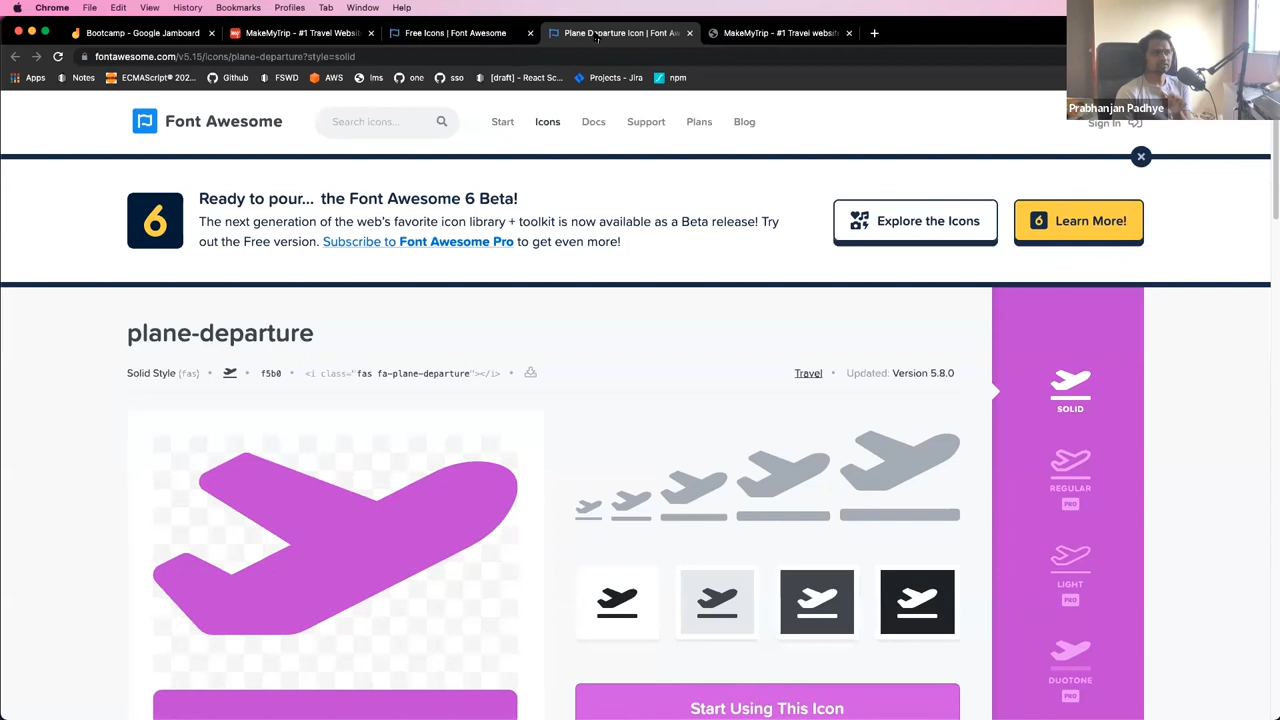 Chrome File Edit View History Bookmarks Profiles Tab Window Help
Bootcamp - Google Jamboard
MakeMyTrip - #1 Travel Websit
Free Icons | Font Awesome
Plane Departure Icon | Font Aw
MakeMyTrip - #1 Travel websit
fontawesome.com/v5.15/icons/plane-departure?style=solid
Apps Notes ECMAScript® 202... Github FSWD AWS lms one sso [draft] - React Sc... Projects - Jira npm
Prabhanjan Padhye
Font Awesome
Search icons...
Start Icons Docs Support Plans Blog
Sign In
6
Ready to pour... the Font Awesome 6 Beta!
The next generation of the web's favorite icon library + toolkit is now available as a Beta release! Try
out the Free version. Subscribe to Font Awesome Pro to get even more!
Explore the Icons
6 Learn More!
plane-departure
Solid Style (fas) • • f5b0 • <i class="fas fa-plane-departure"></i> •
Travel • Updated: Version 5.8.0
SOLID
REGULAR
PRO
LIGHT
PRO
DUOTONE
PRO
Start Using This Icon